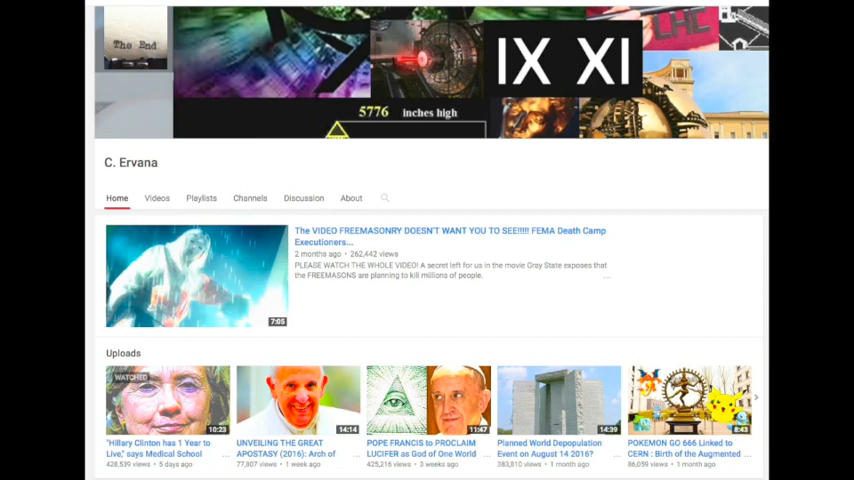 The End
LHC
IX XI
5776 inches high
C. Ervana
Home Videos Playlists Channels Discussion About
The VIDEO FREEMASONRY DOESN'T WANT YOU TO SEE!!!!! FEMA Death Camp
Executioners...
2 months ago • 262,442 views
PLEASE WATCH THE WHOLE VIDEO! A secret left for us in the movie Gray State exposes that
the FREEMASONS are planning to kill millions of people.
...
7:05
Uploads
WATCHED
10:23
14:14
11:47
14:39
8:43
"Hillary Clinton has 1 Year to
Live," says Medical School
...
428,539 views • 5 days ago
UNVEILING THE GREAT
APOSTASY (2016): Arch of
...
77,807 views • 1 week ago
POPE FRANCIS to PROCLAIM
LUCIFER as God of One World
...
425,216 views • 3 weeks ago
Planned World Depopulation
Event on August 14 2016?
...
383,810 views • 1 month ago
POKEMON GO 666 Linked to
CERN : Birth of the Augmented
...
86,059 views • 1 month ago